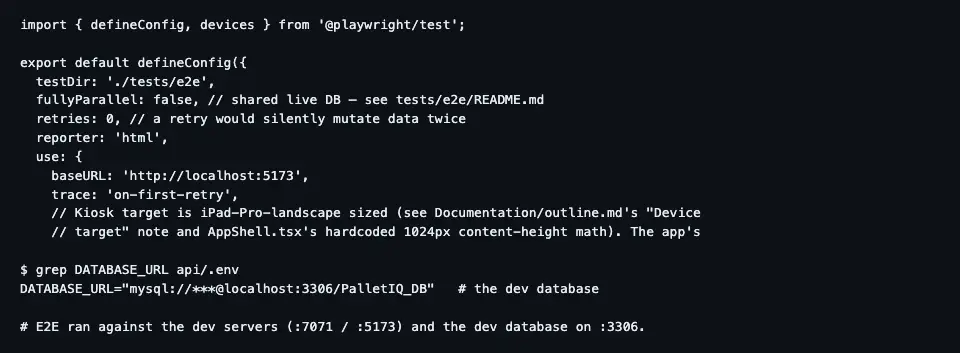 import { defineConfig, devices } from '@playwright/test';
export default defineConfig({
  testDir: './tests/e2e',
  fullyParallel: false, // shared live DB — see tests/e2e/README.md
  retries: 0, // a retry would silently mutate data twice
  reporter: 'html',
  use: {
    baseURL: 'http://localhost:5173',
    trace: 'on-first-retry',
    // Kiosk target is iPad-Pro-landscape sized (see Documentation/outline.md's "Device
    // target" note and AppShell.tsx's hardcoded 1024px content-height math). The app's
$ grep DATABASE_URL api/.env
DATABASE_URL="mysql://***@localhost:3306/PalletIQ_DB"   # the dev database
# E2E ran against the dev servers (:7071 / :5173) and the dev database on :3306.